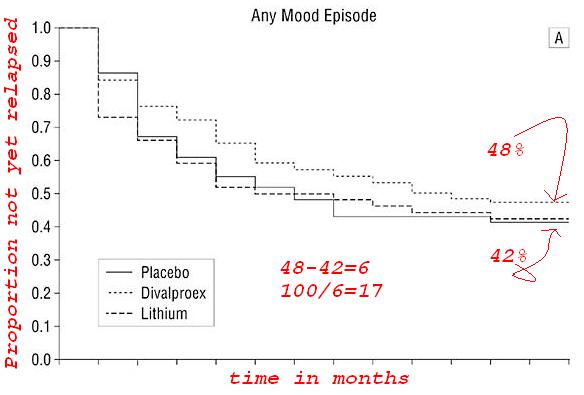 Any Mood Episode
A
Proportion not yet relapsed
1.0
0.9
0.8
0.7
0.6
0.5
0.4
0.3
0.2
0.1
0.0
48%
42%
48-42=6
100/6=17
Placebo
Divalproex
Lithium
time in months